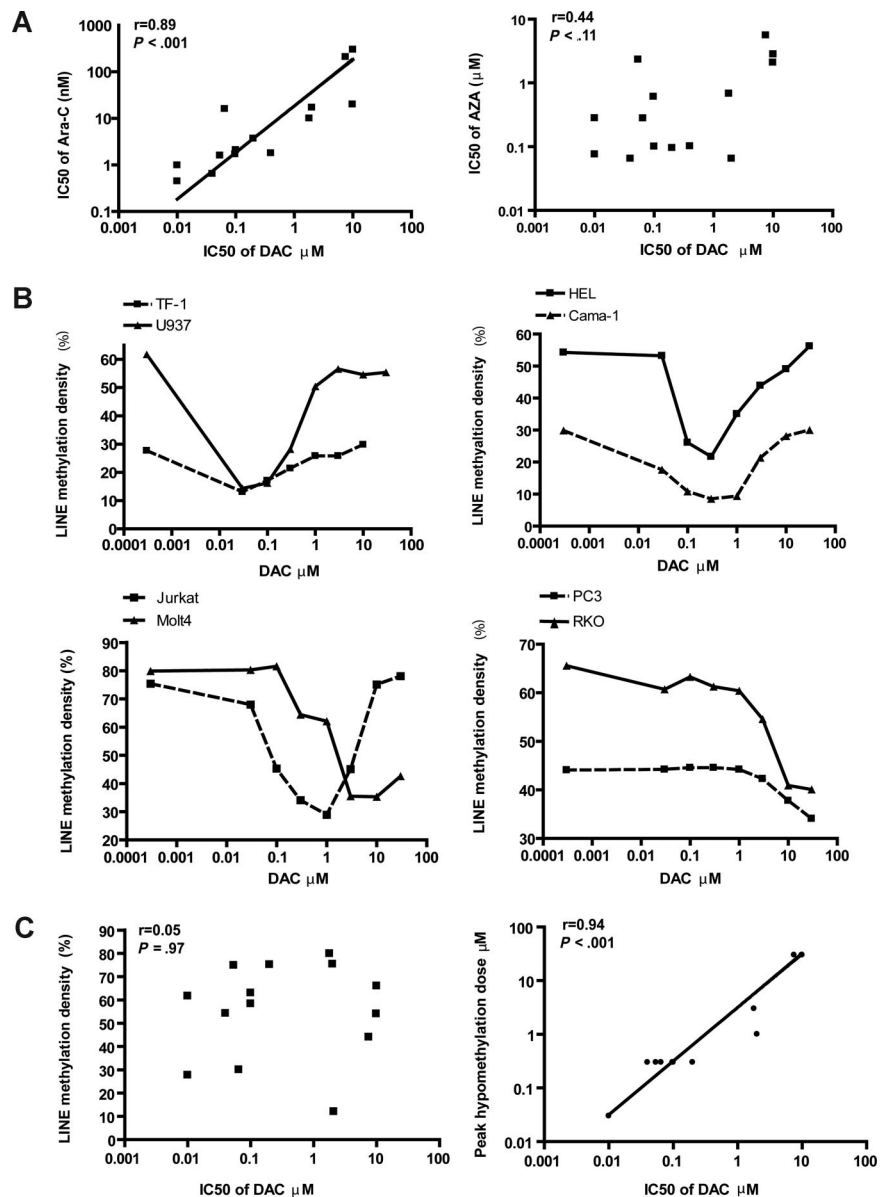 A
r=0.89
P < .001
IC50 of Ara-C (nM)
1000
100
10
1
0.1
0.001 0.01 0.1 1 10 100
IC50 of DAC μM
r=0.44
P < .11
IC50 of AZA (μM)
10
1
0.1
0.01
0.001 0.01 0.1 1 10 100
IC50 of DAC μM
B
TF-1
U937
LINE methylation density (%)
60
50
40
30
20
10
0
0.0001 0.001 0.01 0.1 1 10 100
DAC μM
HEL
Cama-1
LINE methyaltion density (%)
60
50
40
30
20
10
0
0.0001 0.001 0.01 0.1 1 10 100
DAC μM
Jurkat
Molt4
LINE methylation density (%)
90
80
70
60
50
40
30
20
0.0001 0.001 0.01 0.1 1 10 100
DAC μM
PC3
RKO
LINE methylation density (%)
70
60
50
40
30
0.0001 0.001 0.01 0.1 1 10 100
DAC μM
C
r=0.05
P = .97
LINE methylation density (%)
90
80
70
60
50
40
30
20
10
0
0.001 0.01 0.1 1 10 100
IC50 of DAC μM
r=0.94
P < .001
Peak hypomethylation dose μM
100
10
1
0.1
0.01
0.001 0.01 0.1 1 10 100
IC50 of DAC μM